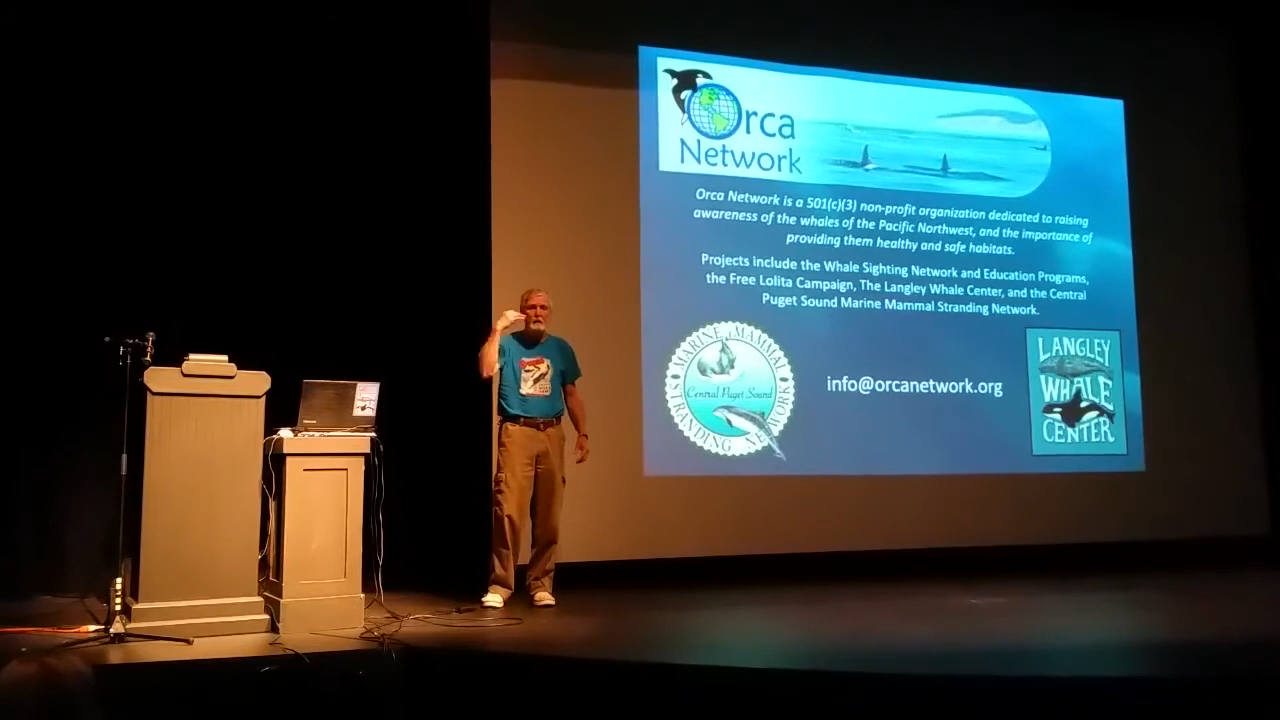 Orca
Network
Orca Network is a 501(c)(3) non-profit organization dedicated to raising
awareness of the whales of the Pacific Northwest, and the importance of
providing them healthy and safe habitats.
Projects include the Whale Sighting Network and Education Programs,
the Free Lolita Campaign, The Langley Whale Center, and the Central
Puget Sound Marine Mammal Stranding Network.
MARINE MAMMAL
Central Puget Sound
STRANDING NETWORK
info@orcanetwork.org
LANGLEY
WHALE
CENTER